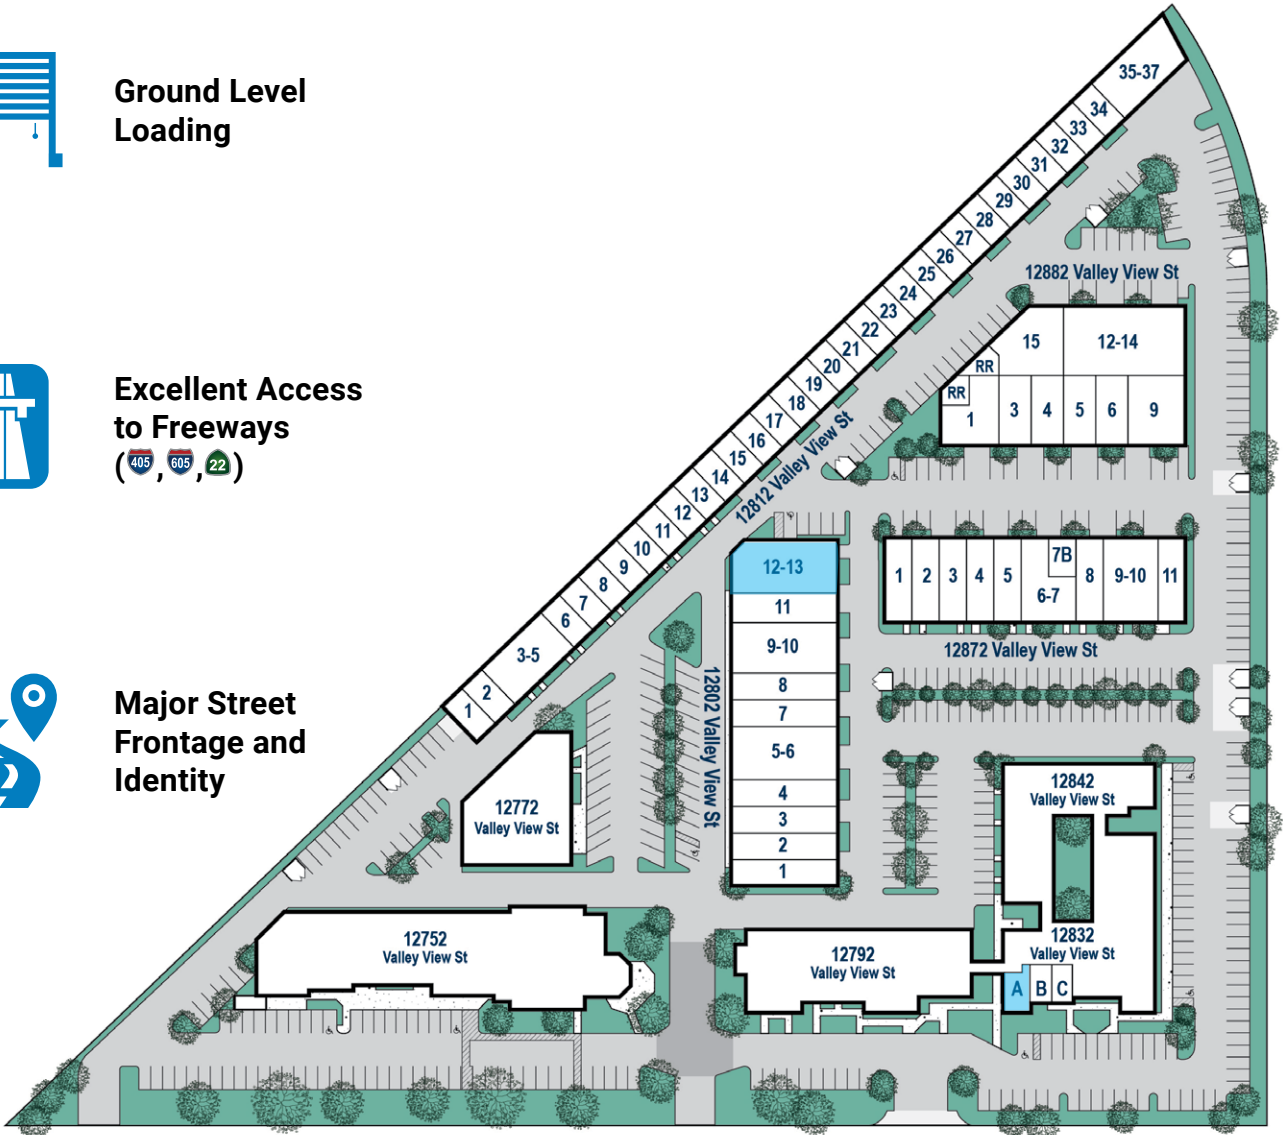 Ground Level
Loading
Excellent Access
to Freeways
(405, 605, 22)
Major Street
Frontage and
Identity
35-37
34
33
32
31
30
29
28
27
26
25
24
23
22
21
20
19
18
17
16
15
14
13
12
11
10
9
8
7
6
3-5
2
1
12812 Valley View St
12882 Valley View St
15
12-14
RR
RR
1
3
4
5
6
9
12-13
11
9-10
8
7
5-6
4
3
2
1
12802 Valley View St
1
2
3
4
5
6-7
7B
8
9-10
11
12872 Valley View St
12772
Valley View St
12842
Valley View St
12752
Valley View St
12792
Valley View St
12832
Valley View St
A
B
C